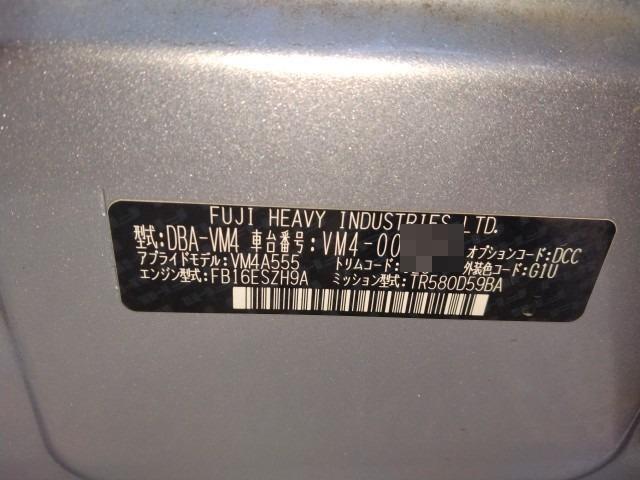 FUJI HEAVY INDUSTRIES LTD.
型式:DBA-VM4 車台番号:VM4-00 オプションコード:DCC
アプライドモデル:VM4A555 トリムコード: 外装色コード:G1U
エンジン型式:FB16ESZH9A ミッション型式:TR580D59BA